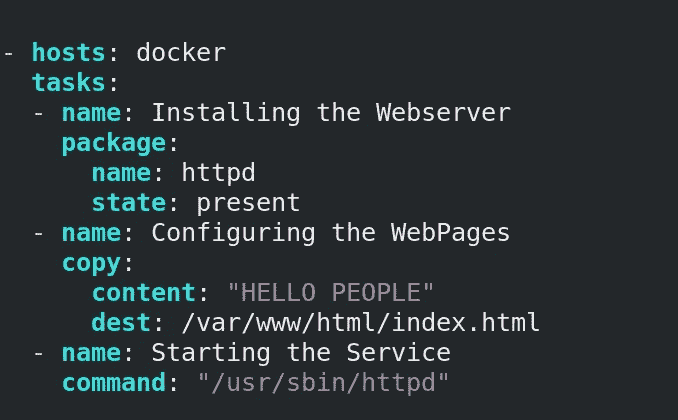 - hosts: docker
  tasks:
  - name: Installing the Webserver
    package:
      name: httpd
      state: present
  - name: Configuring the WebPages
    copy:
      content: "HELLO PEOPLE"
      dest: /var/www/html/index.html
  - name: Starting the Service
    command: "/usr/sbin/httpd"